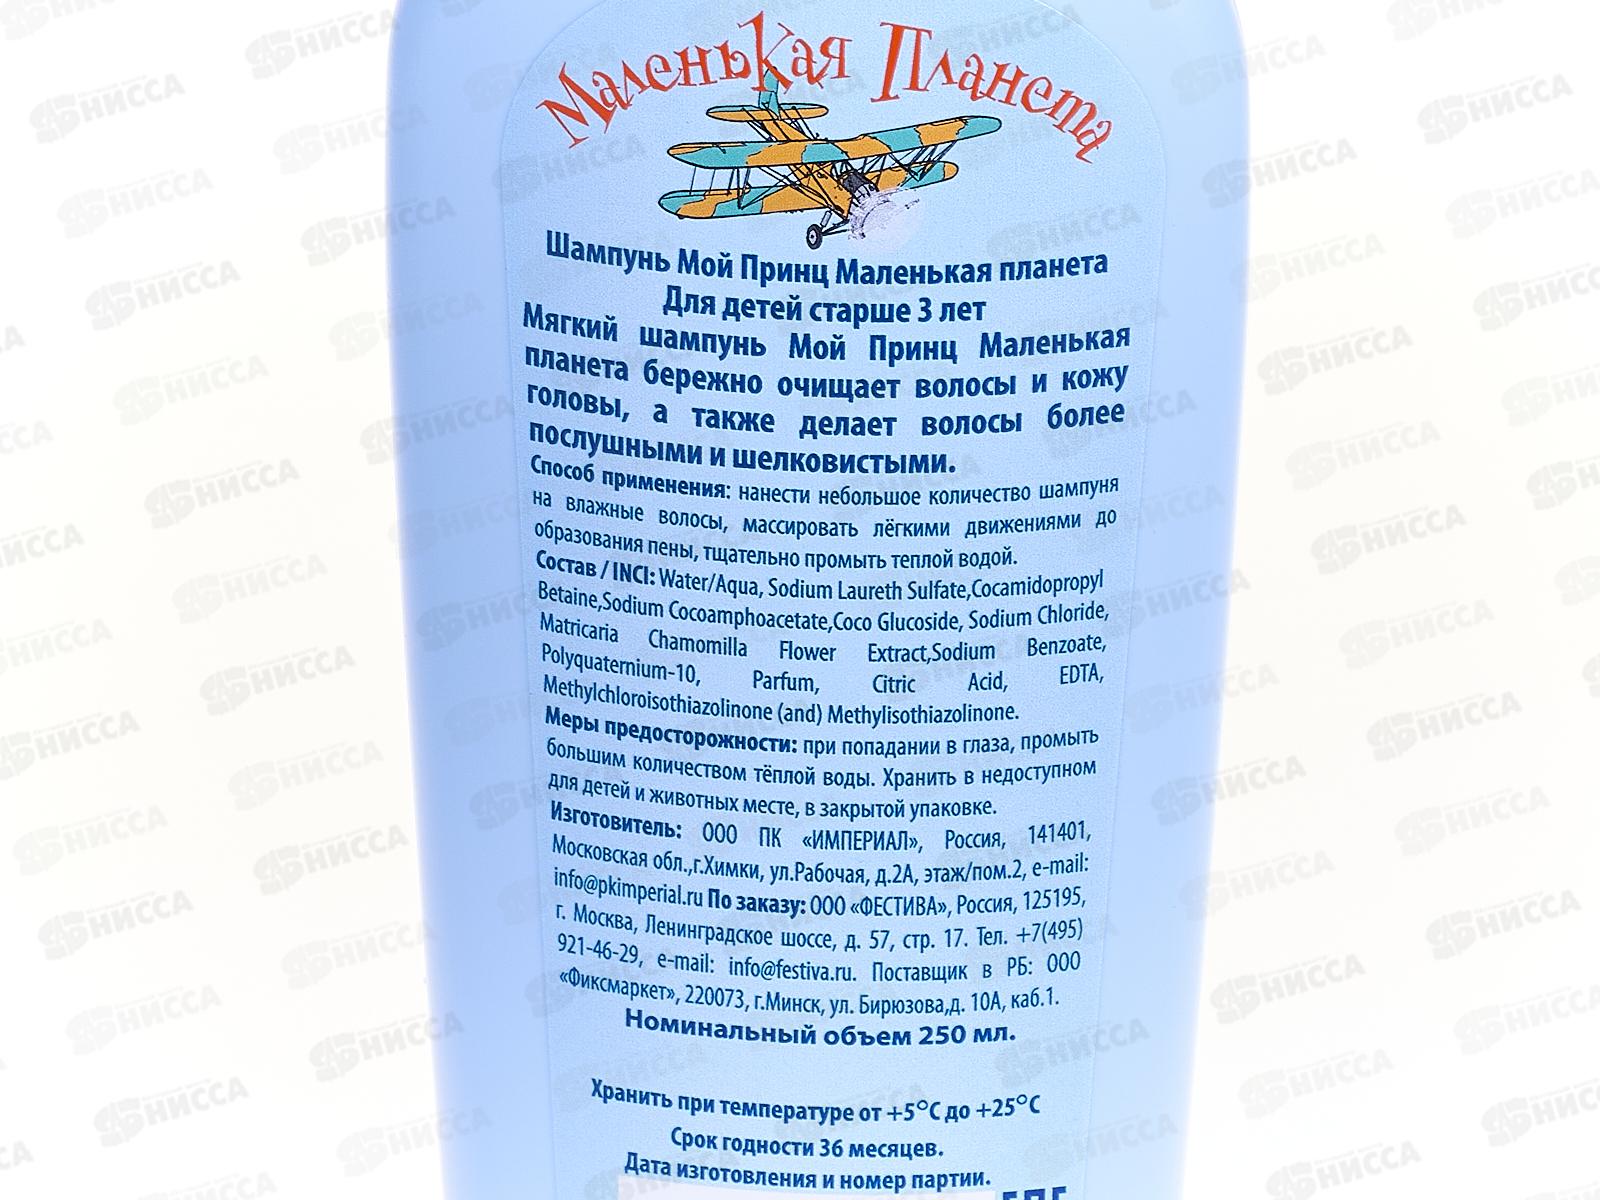 Маленькая Планета
Шампунь Мой Принц Маленькая планета
Для детей старше 3 лет
Мягкий шампунь Мой Принц Маленькая
планета бережно очищает волосы и кожу
головы, а также делает волосы более
послушными и шелковистыми.
Способ применения: нанести небольшое количество шампуня
на влажные волосы, массировать лёгкими движениями до
образования пены, тщательно промыть теплой водой.
Состав / INCI: Water/Aqua, Sodium Laureth Sulfate,Cocamidopropyl
Betaine,Sodium Cocoamphoacetate,Coco Glucoside, Sodium Chloride,
Matricaria Chamomilla Flower Extract,Sodium Benzoate,
Polyquaternium-10, Parfum, Citric Acid, EDTA,
Methylchloroisothiazolinone (and) Methylisothiazolinone.
Меры предосторожности: при попадании в глаза, промыть
большим количеством тёплой воды. Хранить в недоступном
для детей и животных месте, в закрытой упаковке.
Изготовитель: ООО ПК «ИМПЕРИАЛ», Россия, 141401,
Московская обл.,г.Химки, ул.Рабочая, д.2А, этаж/пом.2, e-mail:
info@pkimperial.ru По заказу: ООО «ФЕСТИВА», Россия, 125195,
г. Москва, Ленинградское шоссе, д. 57, стр. 17. Тел. +7(495)
921-46-29, e-mail: info@festiva.ru. Поставщик в РБ: ООО
«Фиксмаркет», 220073, г.Минск, ул. Бирюзова,д. 10А, каб.1.
Номинальный объем 250 мл.
Хранить при температуре от +5°С до +25°С
Срок годности 36 месяцев.
Дата изготовления и номер партии.
НИССА